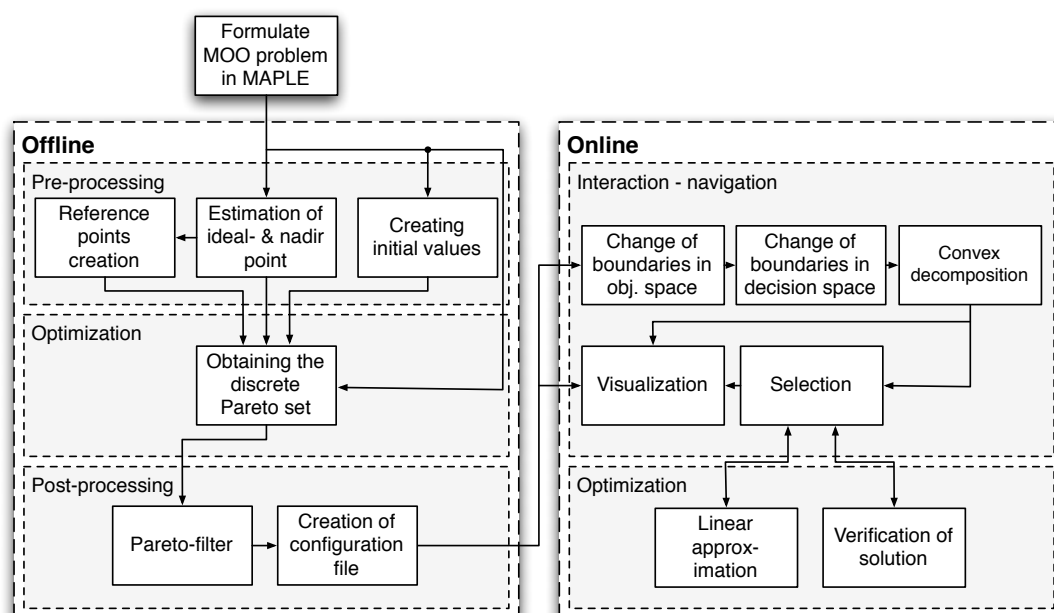 Formulate
MOO problem
in MAPLE
Offline
Pre-processing
Reference
points
creation
Estimation of
ideal- & nadir
point
Creating
initial values
Optimization
Obtaining the
discrete
Pareto set
Post-processing
Pareto-filter
Creation of
configuration
file
Online
Interaction - navigation
Change of
boundaries in
obj. space
Change of
boundaries in
decision space
Convex
decomposition
Visualization
Selection
Optimization
Linear
approx-
imation
Verification of
solution